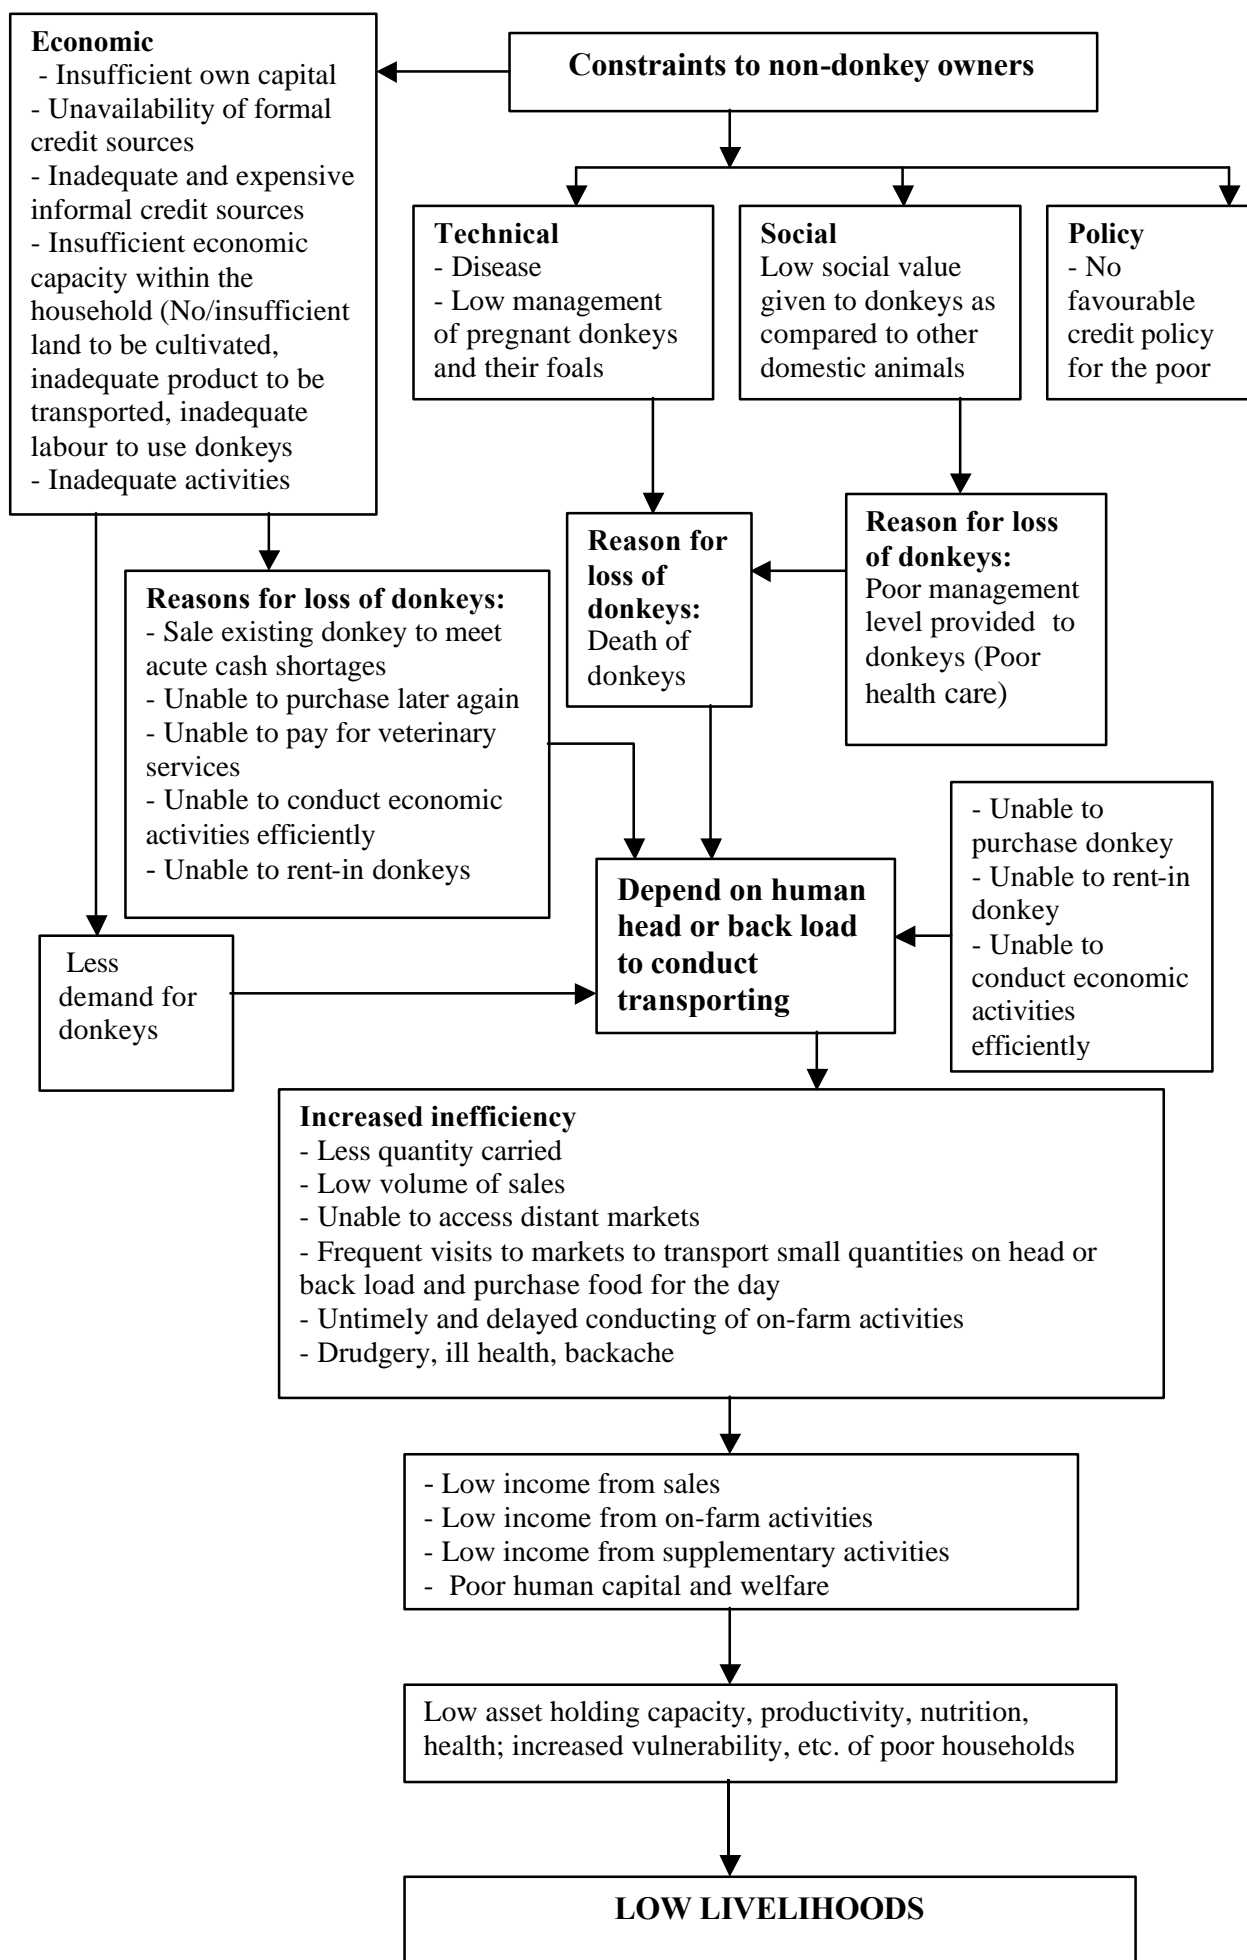 Constraints to non-donkey owners
Economic
- Insufficient own capital
- Unavailability of formal
credit sources
- Inadequate and expensive
informal credit sources
- Insufficient economic
capacity within the
household (No/insufficient
land to be cultivated,
inadequate product to be
transported, inadequate
labour to use donkeys
- Inadequate activities
Technical
- Disease
- Low management
of pregnant donkeys
and their foals
Social
Low social value
given to donkeys as
compared to other
domestic animals
Policy
- No
favourable
credit policy
for the poor
Reasons for loss of donkeys:
- Sale existing donkey to meet
acute cash shortages
- Unable to purchase later again
- Unable to pay for veterinary
services
- Unable to conduct economic
activities efficiently
- Unable to rent-in donkeys
Reason for
loss of
donkeys:
Death of
donkeys
Reason for loss
of donkeys:
Poor management
level provided to
donkeys (Poor
health care)
Less
demand for
donkeys
Depend on human
head or back load
to conduct
transporting
- Unable to
purchase donkey
- Unable to rent-in
donkey
- Unable to
conduct economic
activities
efficiently
Increased inefficiency
- Less quantity carried
- Low volume of sales
- Unable to access distant markets
- Frequent visits to markets to transport small quantities on head or
back load and purchase food for the day
- Untimely and delayed conducting of on-farm activities
- Drudgery, ill health, backache
- Low income from sales
- Low income from on-farm activities
- Low income from supplementary activities
- Poor human capital and welfare
Low asset holding capacity, productivity, nutrition,
health; increased vulnerability, etc. of poor households
LOW LIVELIHOODS